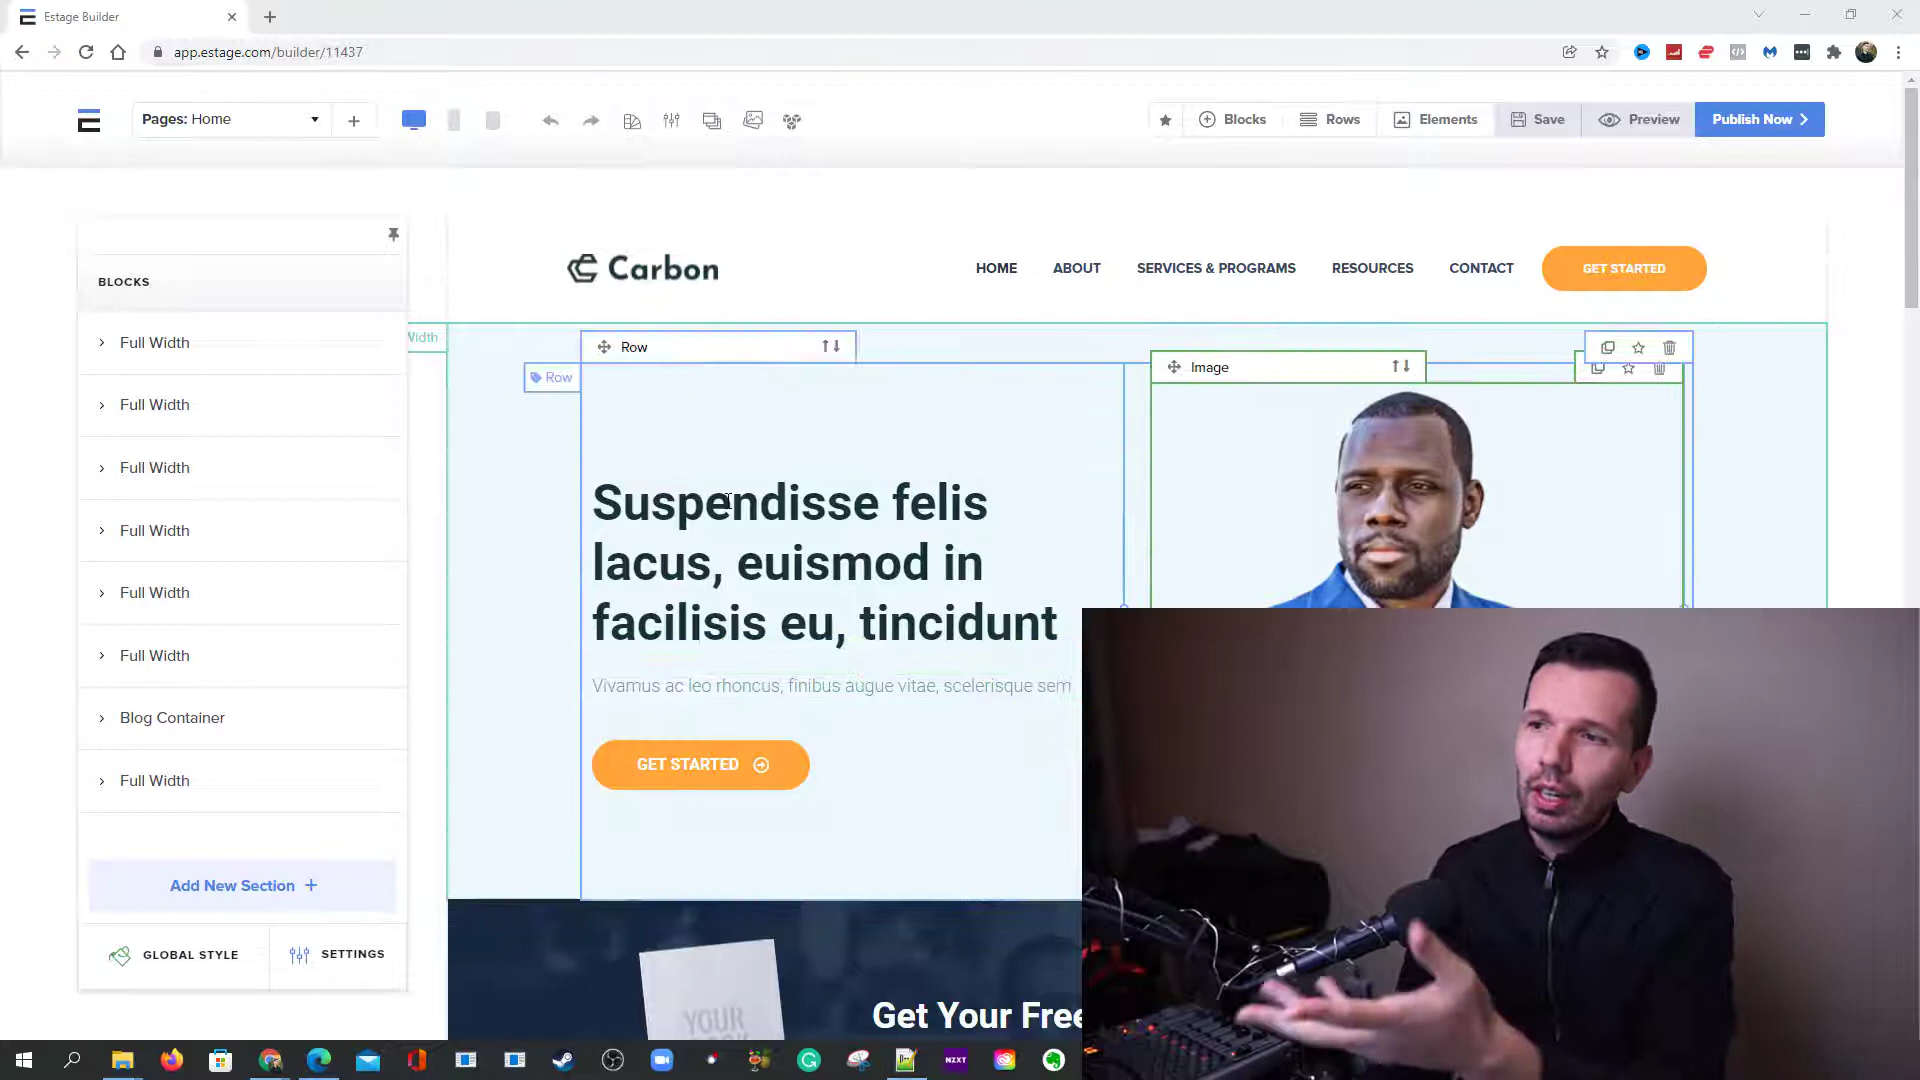 Estage Builder
app.estage.com/builder/11437
Pages: Home
Blocks
Rows
Elements
Save
Preview
Publish Now
BLOCKS
Full Width
Full Width
Full Width
Full Width
Full Width
Full Width
Blog Container
Full Width
Add New Section +
GLOBAL STYLE
SETTINGS
Carbon
HOME
ABOUT
SERVICES & PROGRAMS
RESOURCES
CONTACT
GET STARTED
Width
Row
Row
Image
Suspendisse felis
lacus, euismod in
facilisis eu, tincidunt
Vivamus ac leo rhoncus, finibus augue vitae, scelerisque sem
GET STARTED
YOUR
Get Your Free
NZXT